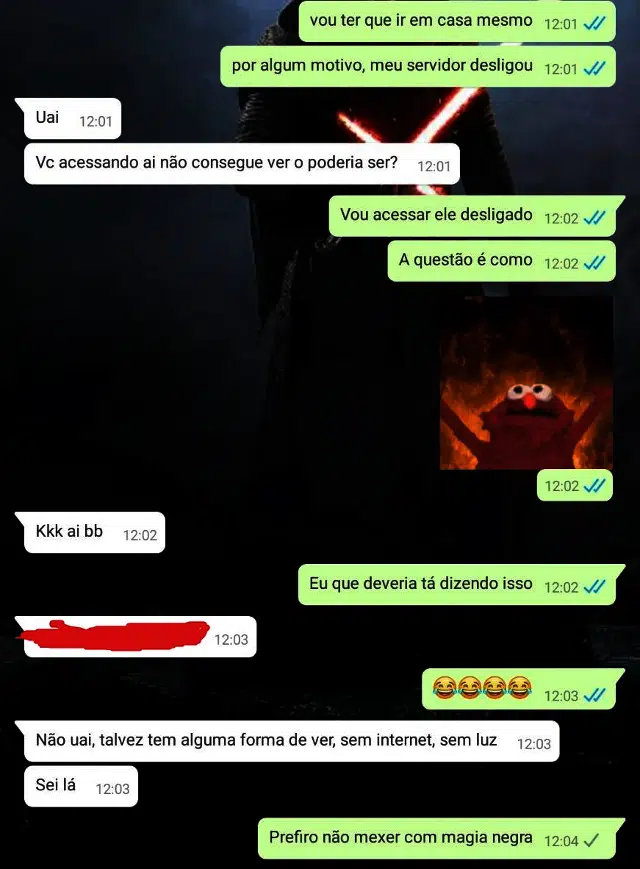 vou ter que ir em casa mesmo 12:01
por algum motivo, meu servidor desligou 12:01
Uai 12:01
Vc acessando ai não consegue ver o poderia ser? 12:01
Vou acessar ele desligado 12:02
A questão é como 12:02
12:02
Kkk ai bb 12:02
Eu que deveria tá dizendo isso 12:02
12:03
😂😂😂😂 12:03
Não uai, talvez tem alguma forma de ver, sem internet, sem luz 12:03
Sei lá 12:03
Prefiro não mexer com magia negra 12:04